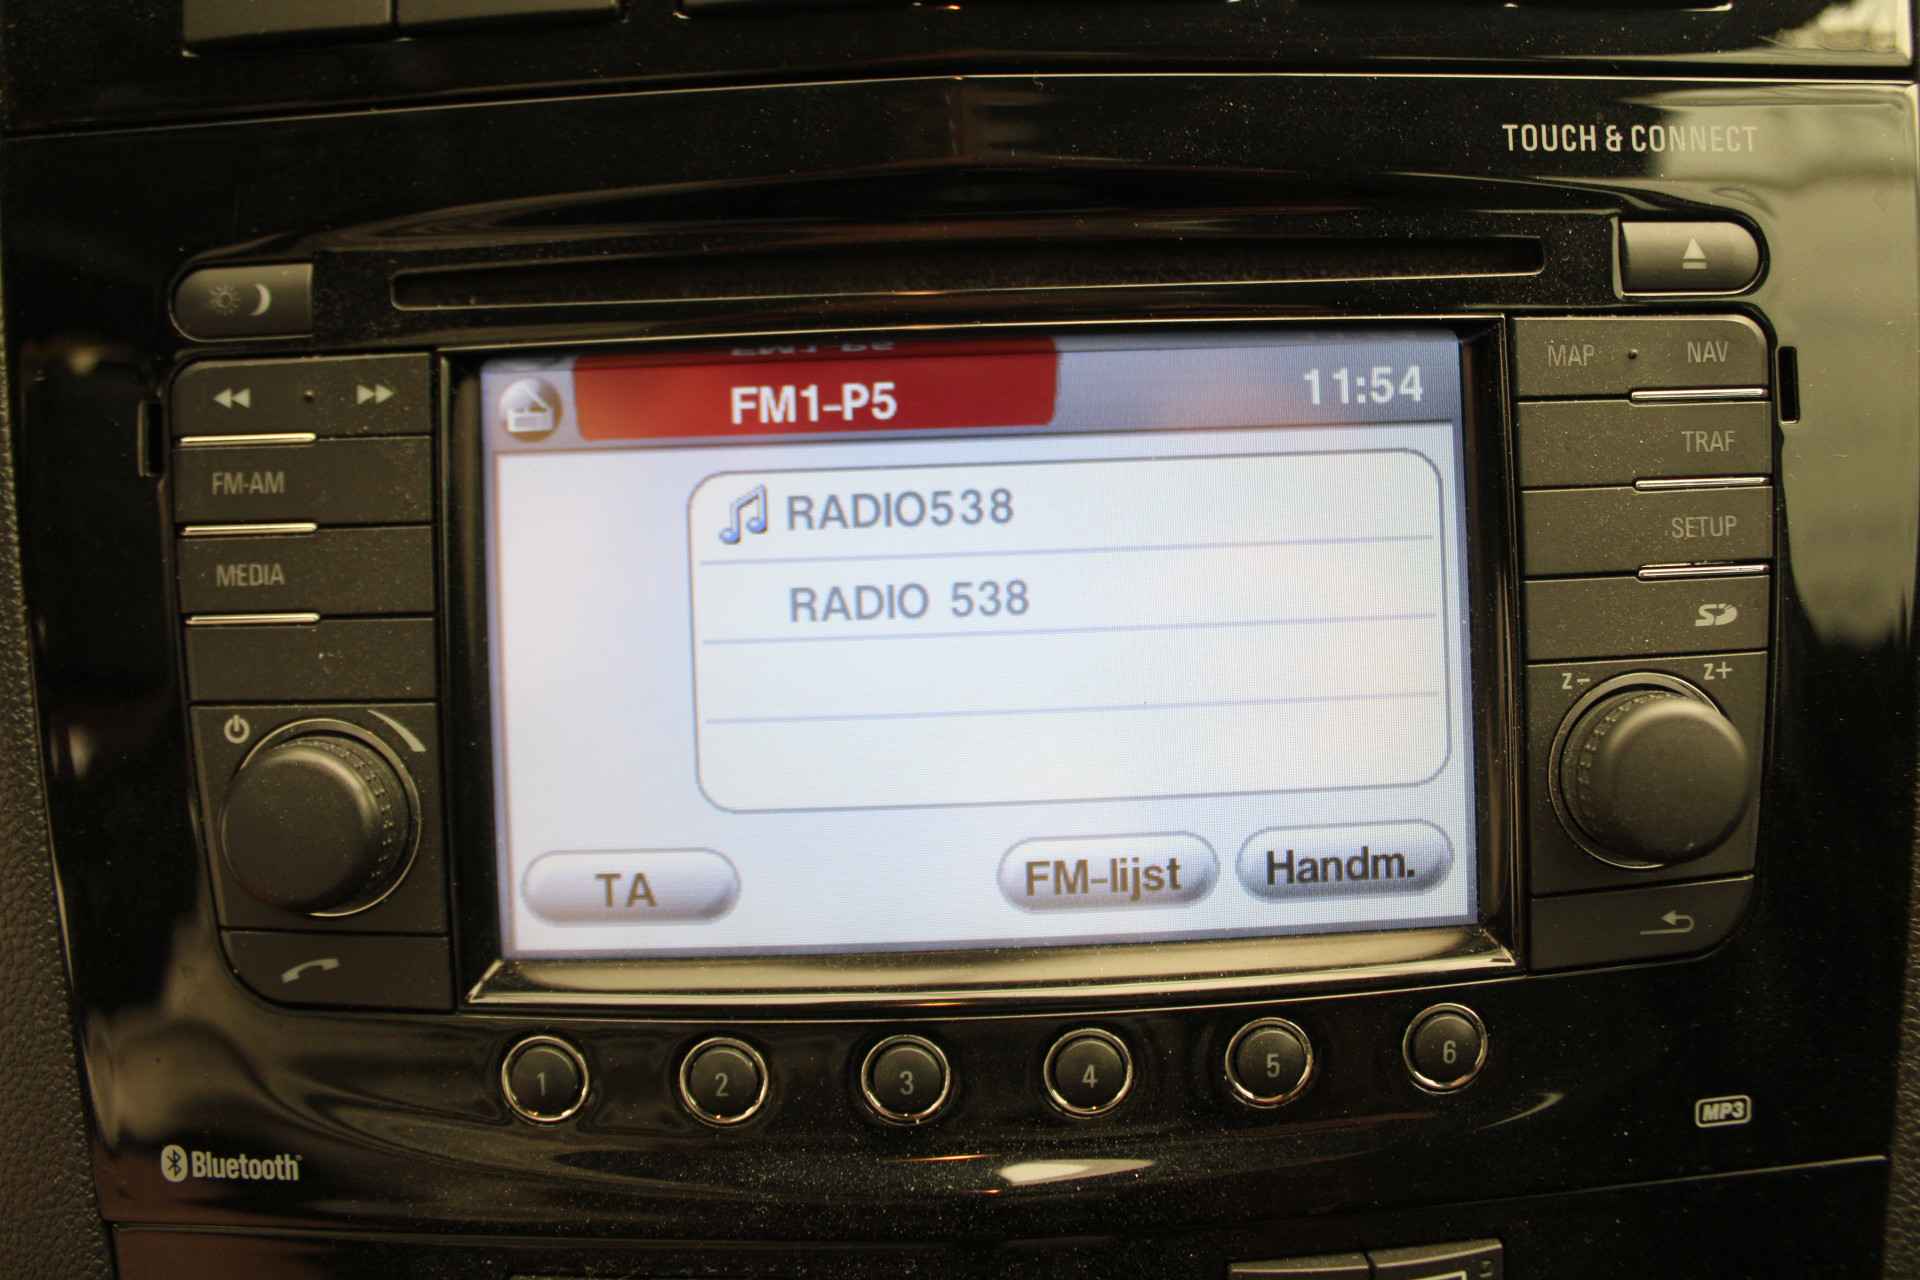 TOUCH & CONNECT
FM1-P5
11:54
MAP · NAV
FM-AM
TRAF
MEDIA
SETUP
RADIO538
RADIO 538
SD
z- z+
TA
FM-lijst
Handm.
1 2 3 4 5 6
MP3
Bluetooth